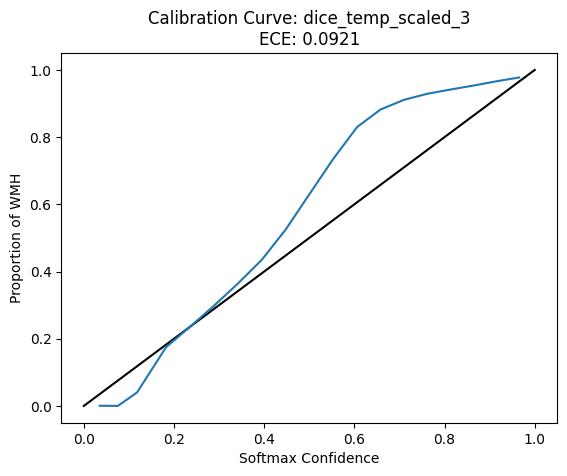 Calibration Curve: dice_temp_scaled_3
ECE: 0.0921
1.0
0.8
0.6
0.4
0.2
0.0
Proportion of WMH
0.0 0.2 0.4 0.6 0.8 1.0
Softmax Confidence